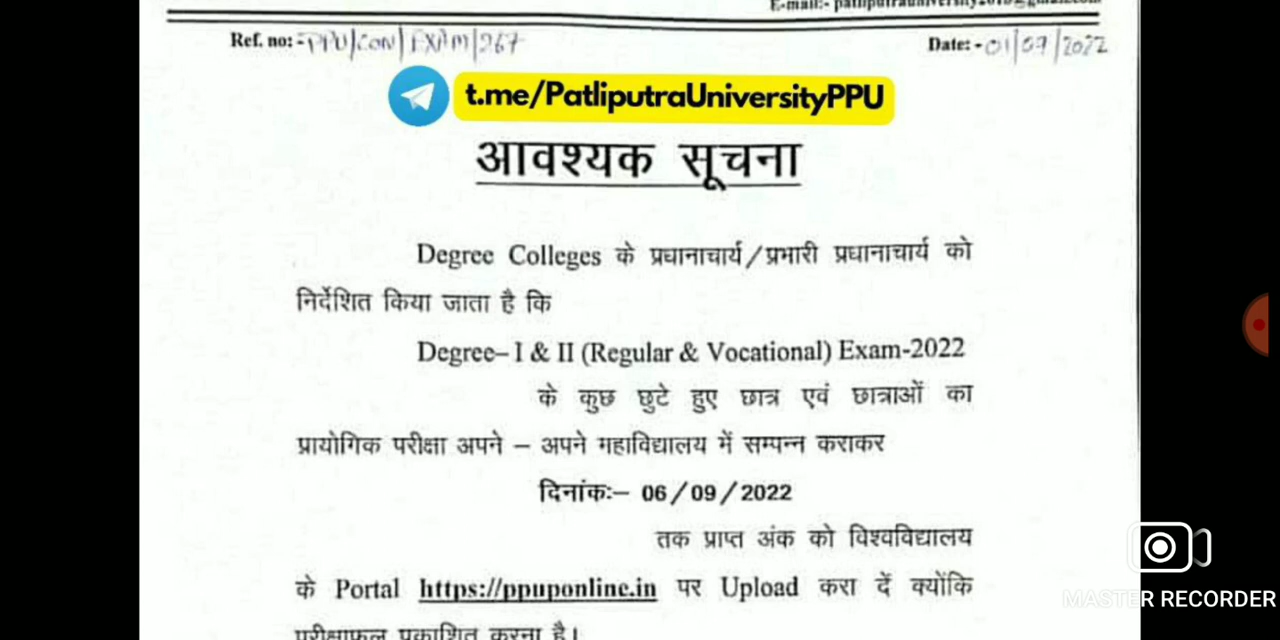 E-mail:- patliputrauniversity2018@gmail.com
Ref. no:- PPU/CON/EXAM/267 Date:- 01/09/2022
t.me/PatliputraUniversityPPU
आवश्यक सूचना
Degree Colleges के प्रधानाचार्य/प्रभारी प्रधानाचार्य को
निर्देशित किया जाता है कि
Degree– I & II (Regular & Vocational) Exam-2022
के कुछ छुटे हुए छात्र एवं छात्राओं का
प्रायोगिक परीक्षा अपने – अपने महाविद्यालय में सम्पन्न कराकर
दिनांकः– 06/09/2022
तक प्राप्त अंक को विश्वविद्यालय
के Portal https://ppuponline.in पर Upload करा दें क्योंकि
परीक्षाफल प्रकाशित करना है।
MASTER RECORDER